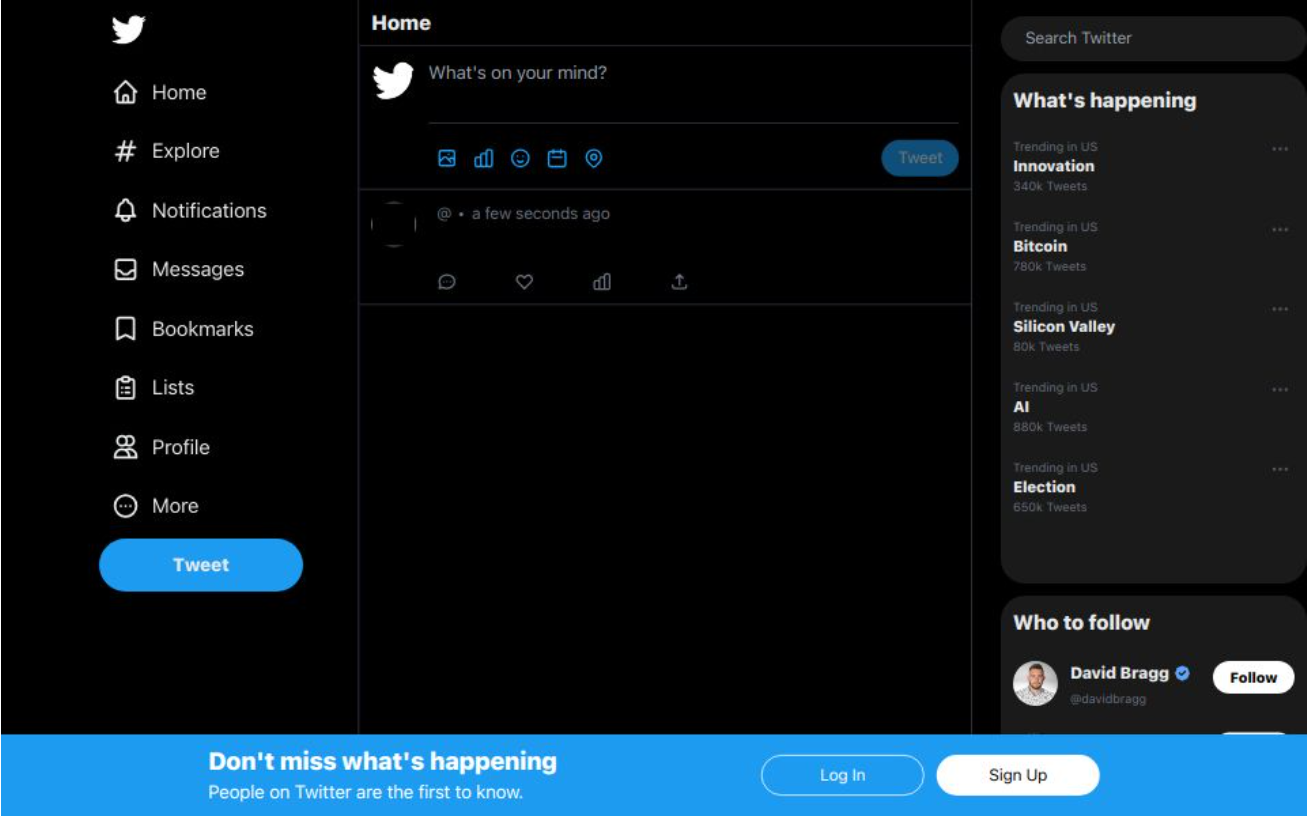 Home
Explore
Notifications
Messages
Bookmarks
Lists
Profile
More
Tweet
Home
What's on your mind?
Tweet
@ • a few seconds ago
Search Twitter
What's happening
Trending in US
Innovation
340k Tweets
Trending in US
Bitcoin
780k Tweets
Trending in US
Silicon Valley
80k Tweets
Trending in US
AI
880k Tweets
Trending in US
Election
650k Tweets
Who to follow
David Bragg
@davidbragg
Follow
Don't miss what's happening
People on Twitter are the first to know.
Log In
Sign Up